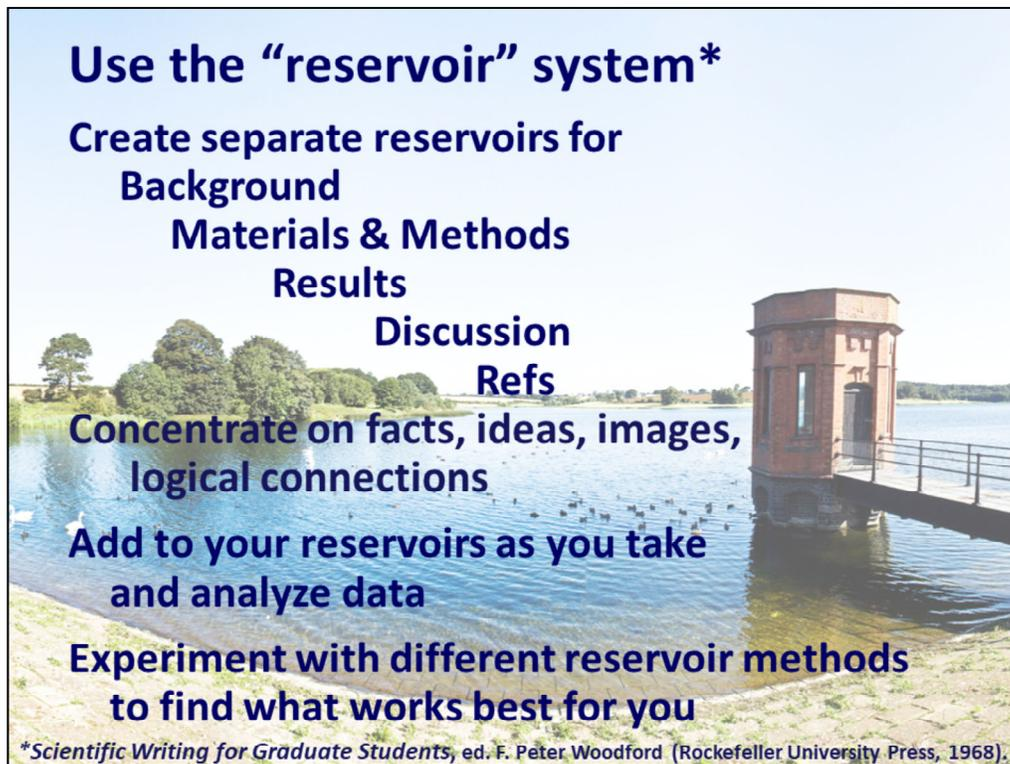 Use the “reservoir” system*
Create separate reservoirs for
Background
Materials & Methods
Results
Discussion
Refs
Concentrate on facts, ideas, images,
logical connections
Add to your reservoirs as you take
and analyze data
Experiment with different reservoir methods
to find what works best for you
*Scientific Writing for Graduate Students, ed. F. Peter Woodford (Rockefeller University Press, 1968).